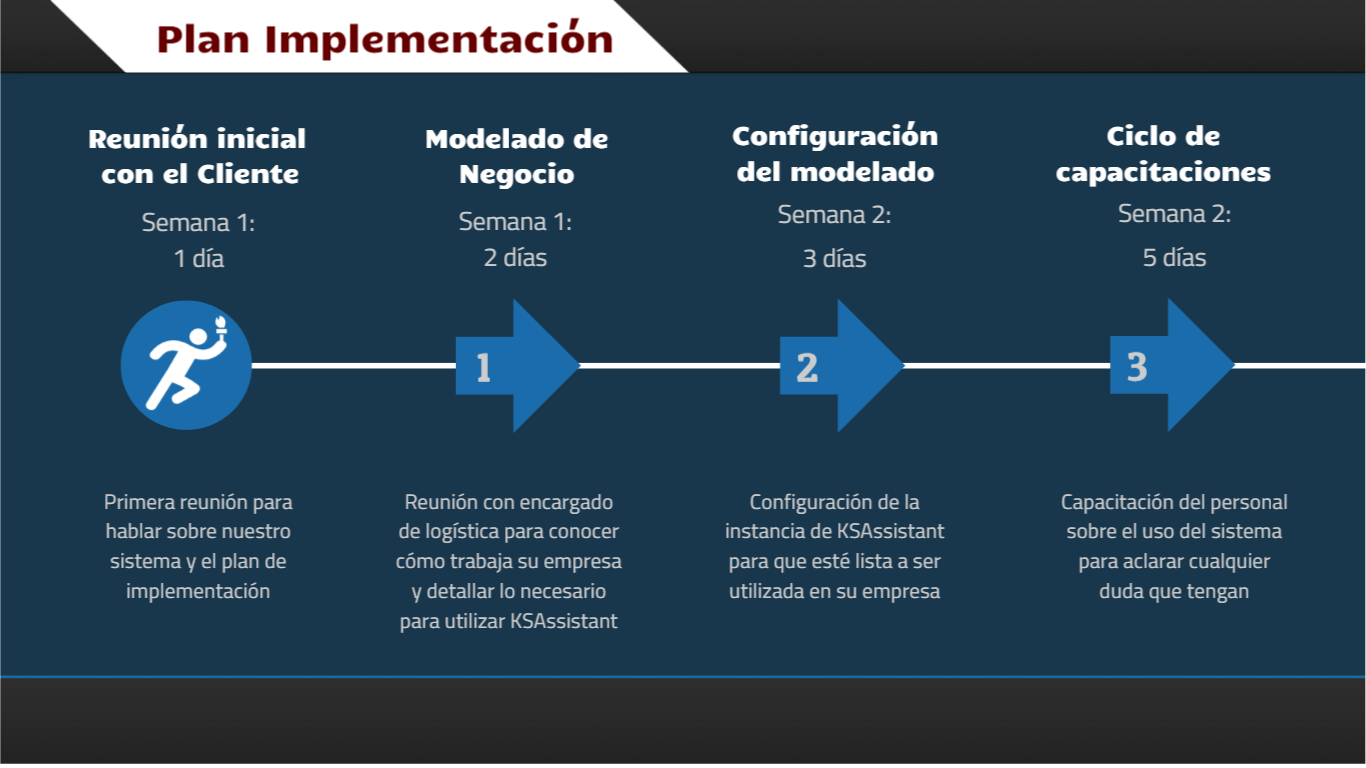 Plan Implementación
Reunión inicial
con el Cliente
Semana 1:
1 día
Primera reunión para
hablar sobre nuestro
sistema y el plan de
implementación
Modelado de
Negocio
Semana 1:
2 días
1
Reunión con encargado
de logística para conocer
cómo trabaja su empresa
y detallar lo necesario
para utilizar KSAssistant
Configuración
del modelado
Semana 2:
3 días
2
Configuración de la
instancia de KSAssistant
para que esté lista a ser
utilizada en su empresa
Ciclo de
capacitaciones
Semana 2:
5 días
3
Capacitación del personal
sobre el uso del sistema
para aclarar cualquier
duda que tengan